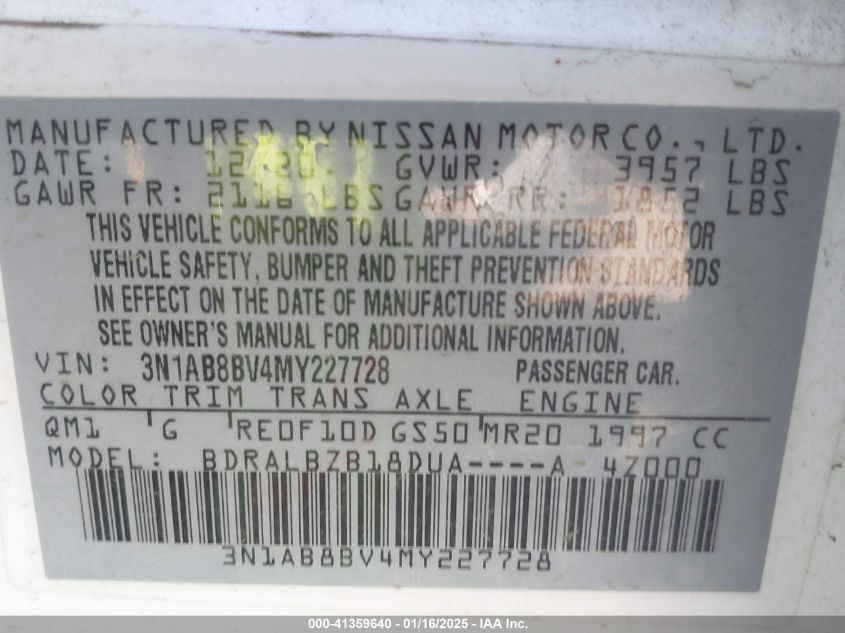 MANUFACTURED BY NISSAN MOTOR CO., LTD.
DATE: 12/20 GVWR: 3957 LBS
GAWR FR: 2116 LBS GAWR RR: 1852 LBS
THIS VEHICLE CONFORMS TO ALL APPLICABLE FEDERAL MOTOR
VEHICLE SAFETY, BUMPER AND THEFT PREVENTION STANDARDS
IN EFFECT ON THE DATE OF MANUFACTURE SHOWN ABOVE.
SEE OWNER'S MANUAL FOR ADDITIONAL INFORMATION.
VIN: 3N1AB8BV4MY227728 PASSENGER CAR.
COLOR TRIM TRANS AXLE ENGINE
QM1 G RE0F10D GS50 MR20 1997 CC
MODEL: BDRALBZB18DUA----A- 4Z000
3N1AB8BV4MY227728
000-41359640 - 01/16/2025 - IAA Inc.